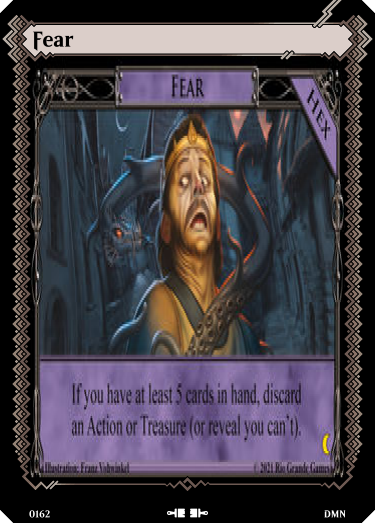 Fear
FEAR
HEX
If you have at least 5 cards in hand, discard
an Action or Treasure (or reveal you can't).
Illustration: Franz Vohwinkel
© 2021 Rio Grande Games
0162
DMN